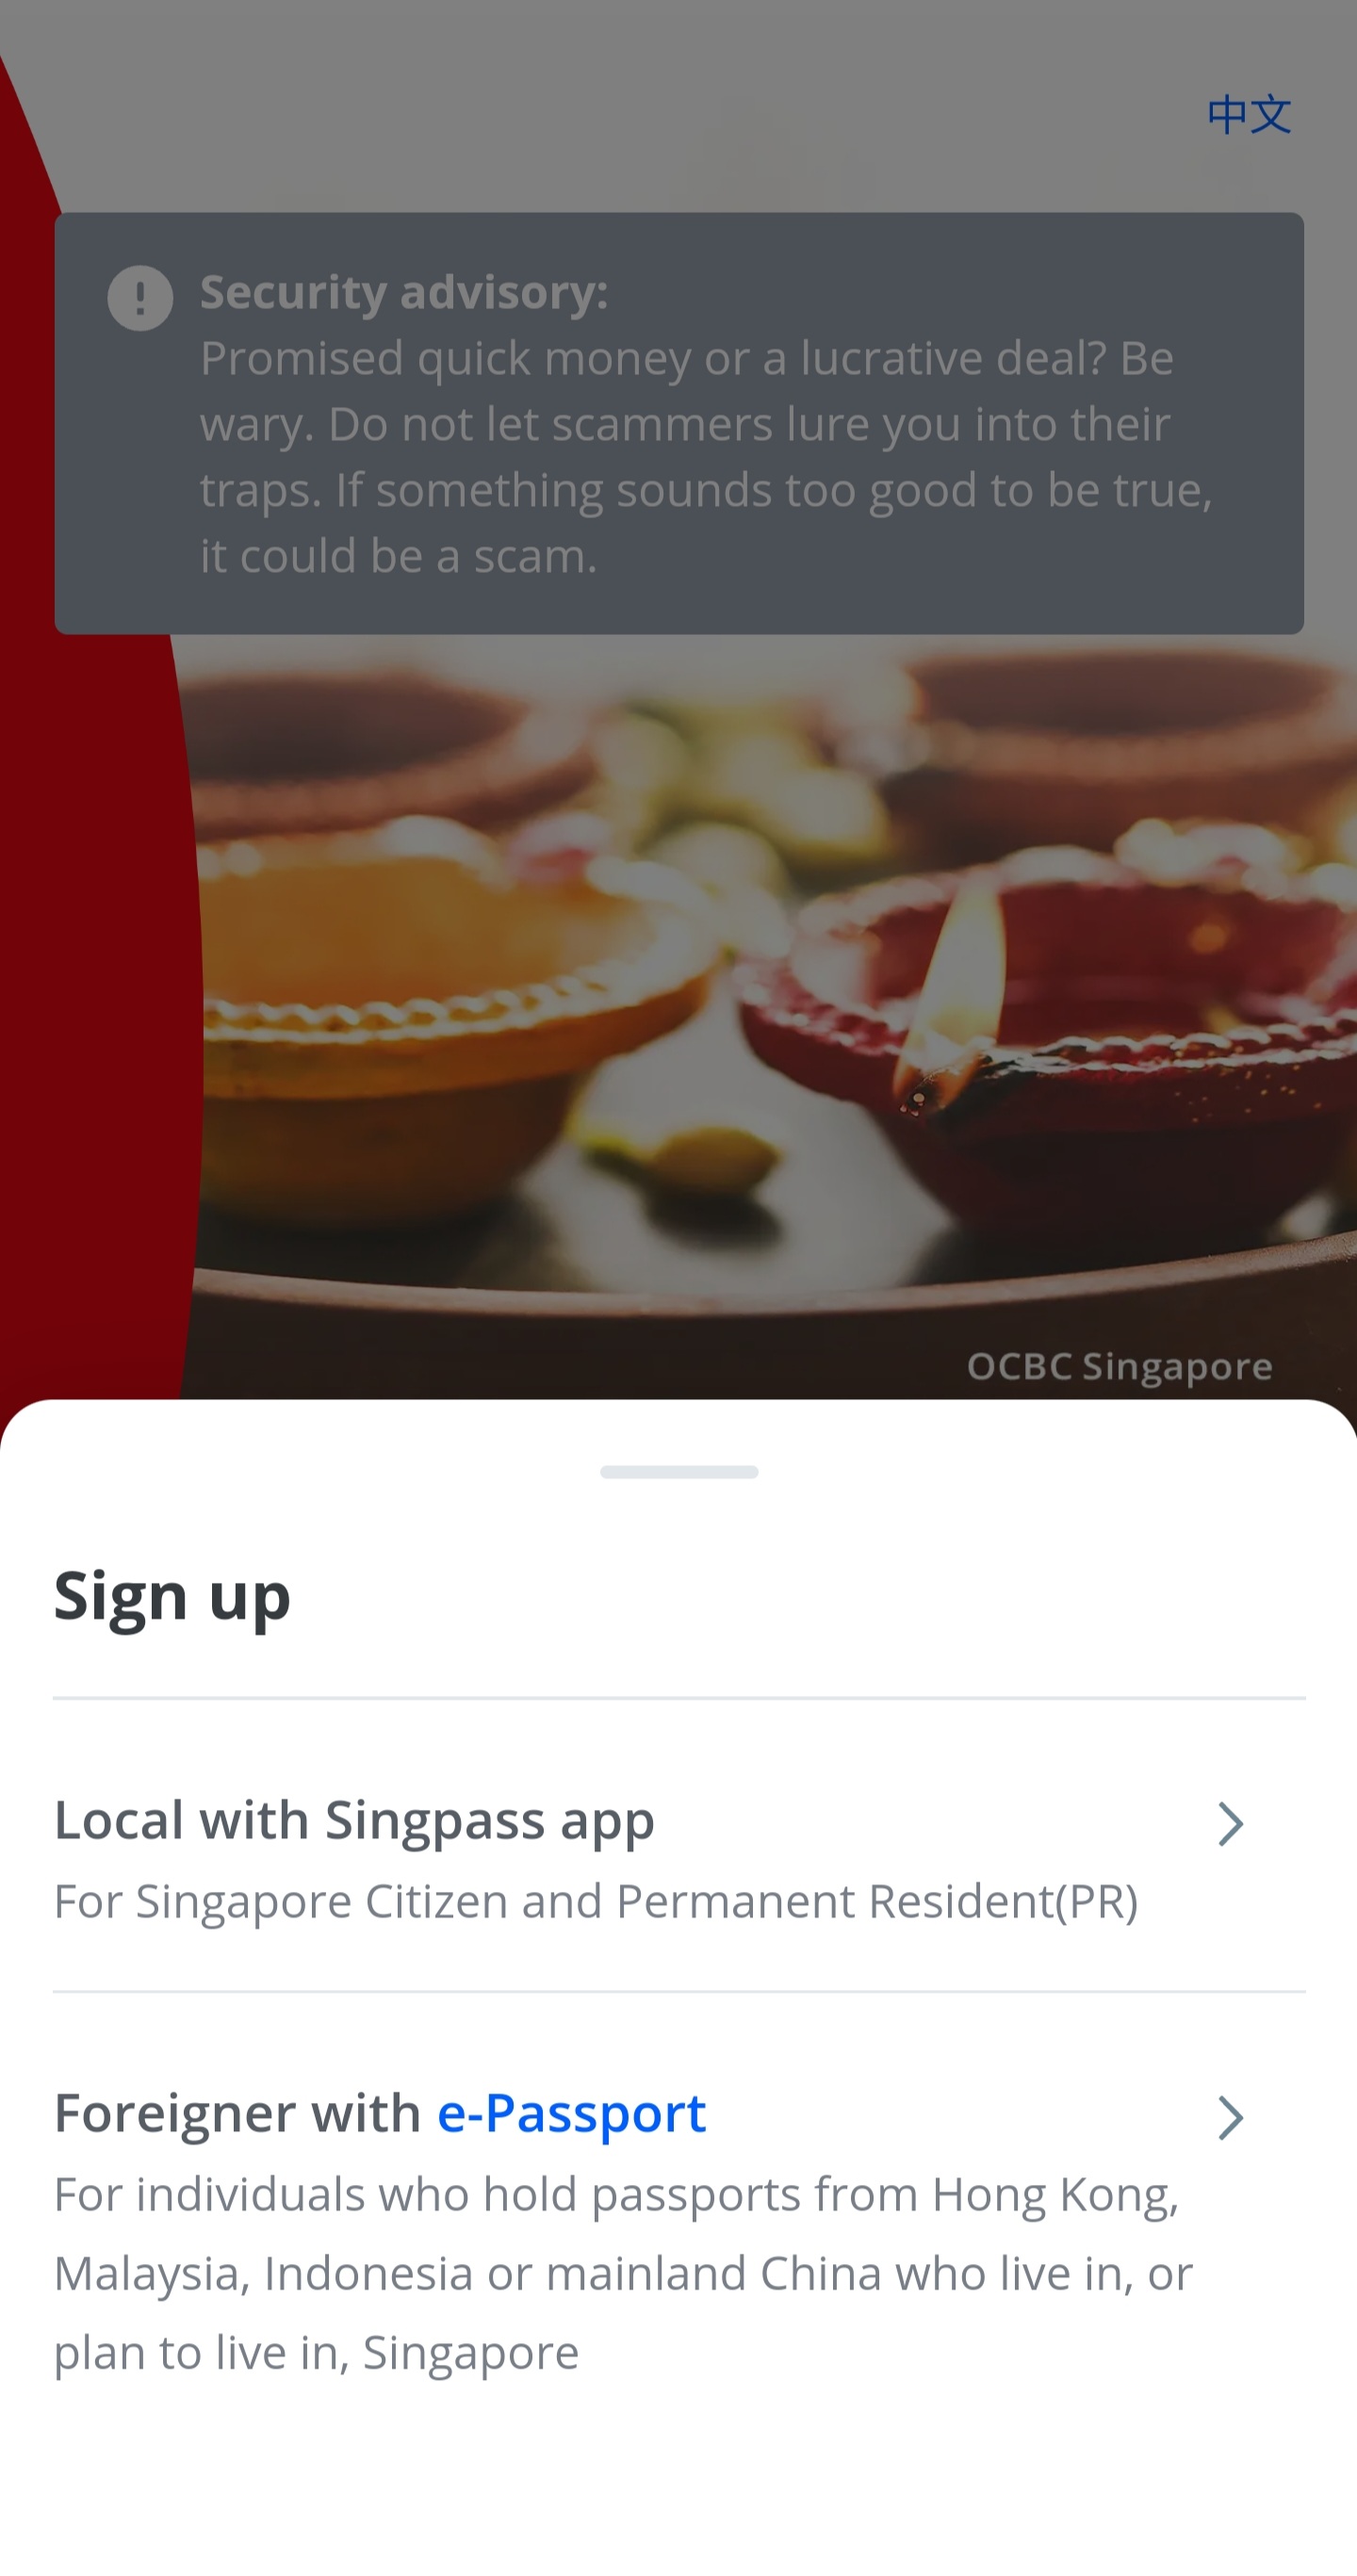 中文
Security advisory:
Promised quick money or a lucrative deal? Be
wary. Do not let scammers lure you into their
traps. If something sounds too good to be true,
it could be a scam.
OCBC Singapore
Sign up
Local with Singpass app
For Singapore Citizen and Permanent Resident(PR)
Foreigner with e-Passport
For individuals who hold passports from Hong Kong,
Malaysia, Indonesia or mainland China who live in, or
plan to live in, Singapore